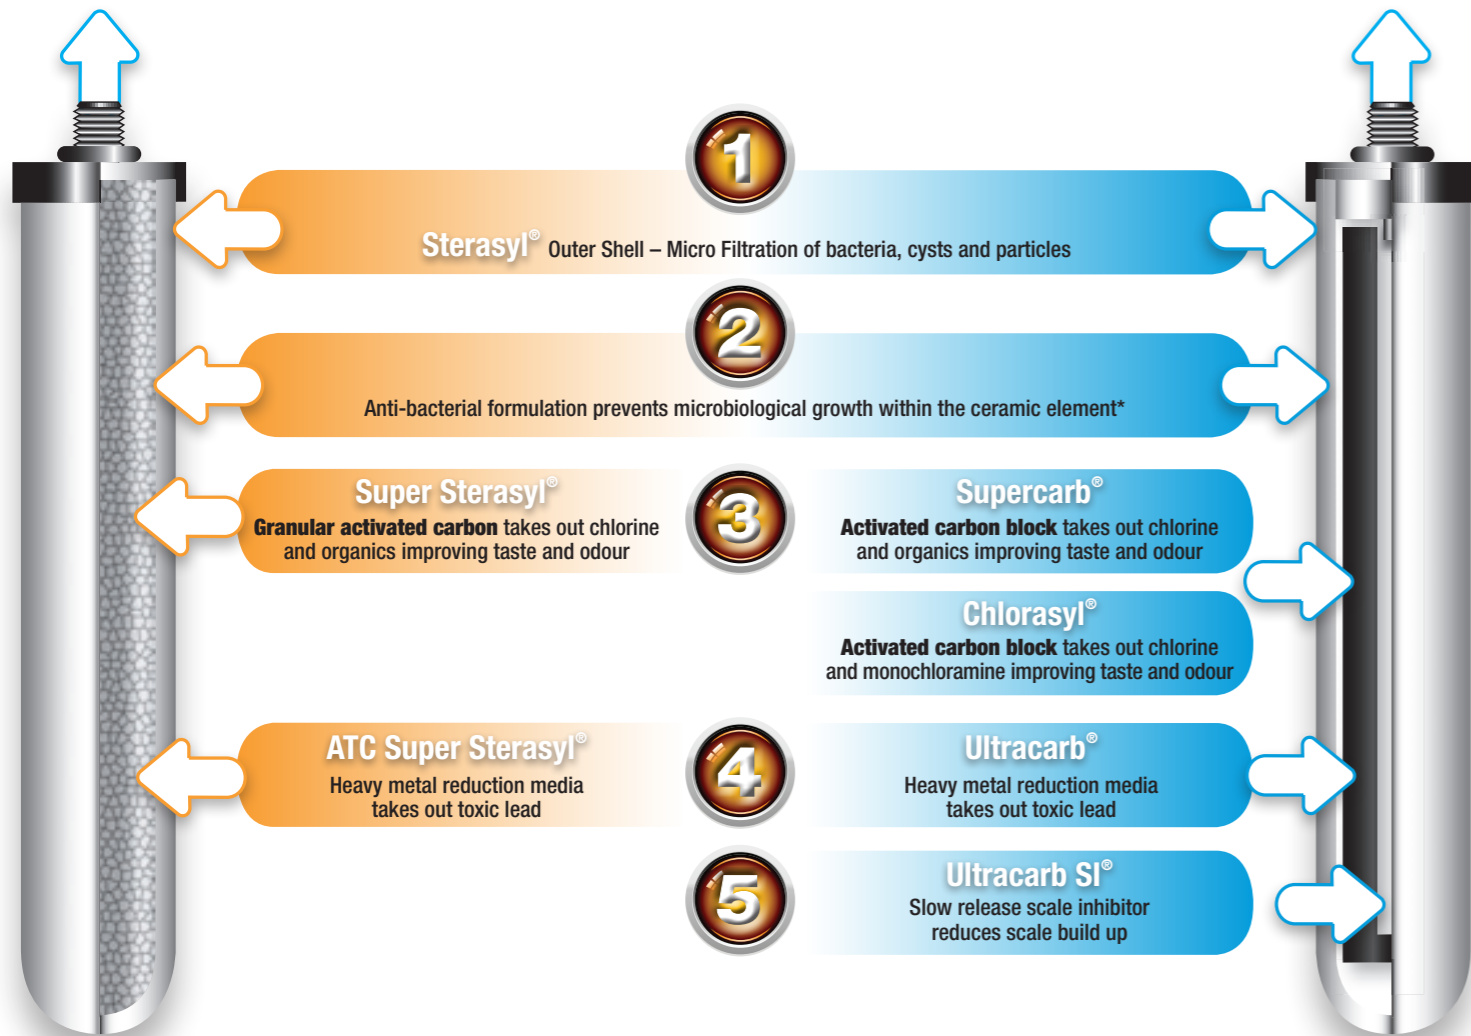 1
Sterasyl® Outer Shell – Micro Filtration of bacteria, cysts and particles
2
Anti-bacterial formulation prevents microbiological growth within the ceramic element*
3
Super Sterasyl®
Granular activated carbon takes out chlorine
and organics improving taste and odour
Supercarb®
Activated carbon block takes out chlorine
and organics improving taste and odour
Chlorasyl®
Activated carbon block takes out chlorine
and monochloramine improving taste and odour
4
ATC Super Sterasyl®
Heavy metal reduction media
takes out toxic lead
Ultracarb®
Heavy metal reduction media
takes out toxic lead
5
Ultracarb SI®
Slow release scale inhibitor
reduces scale build up